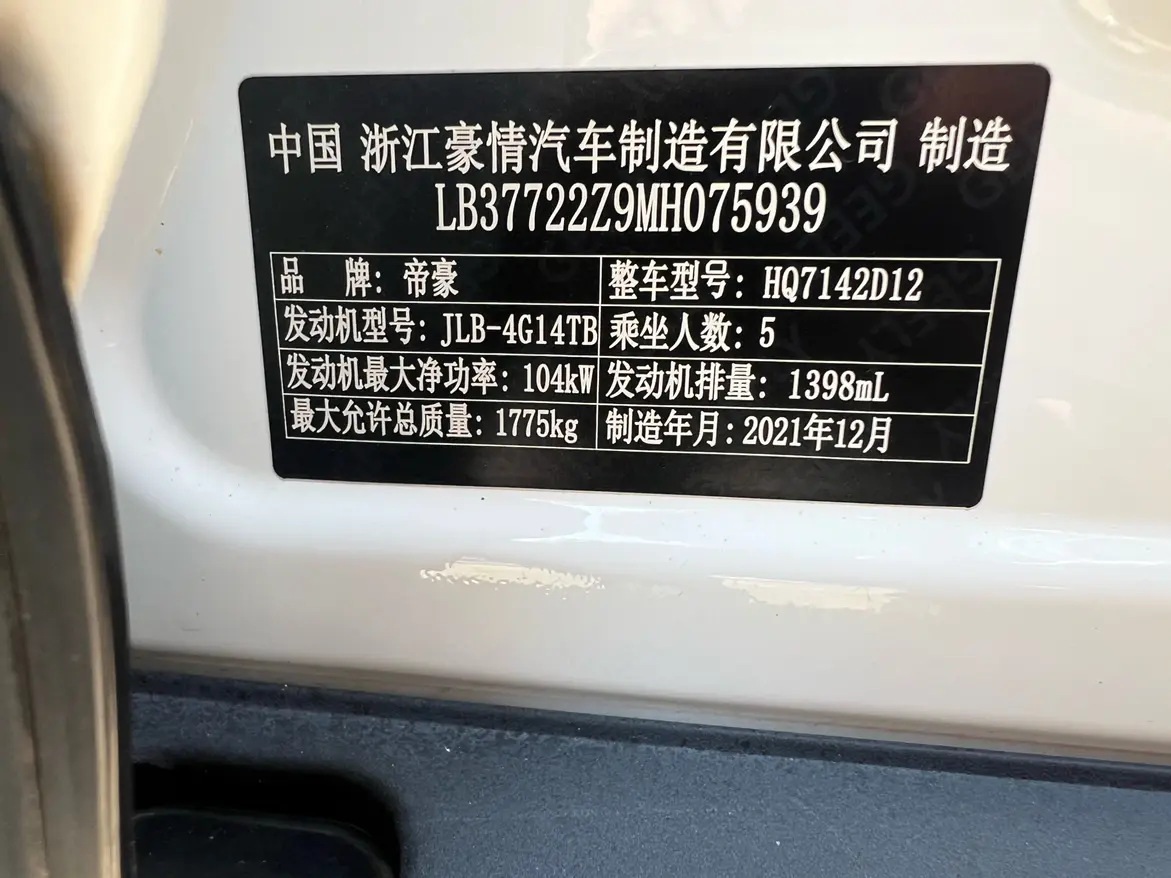 中国 浙江豪情汽车制造有限公司 制造
LB37722Z9MH075939
品 牌: 帝豪 整车型号: HQ7142D12
发动机型号: JLB-4G14TB 乘坐人数: 5
发动机最大净功率: 104kW 发动机排量: 1398mL
最大允许总质量: 1775kg 制造年月: 2021年12月